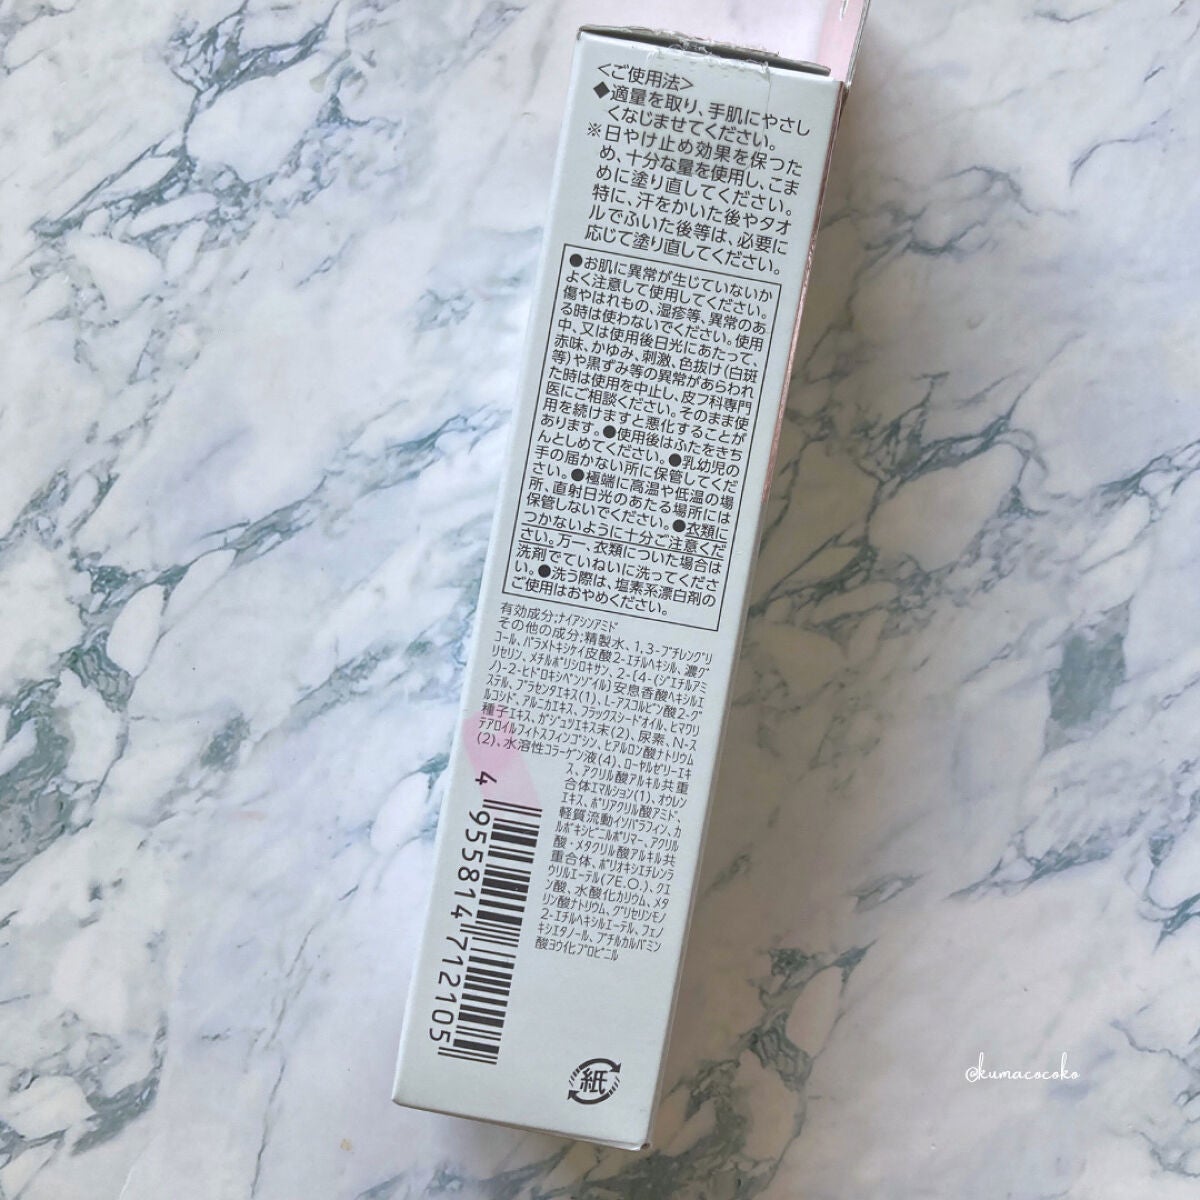 <ご使用法>
◆適量を取り、手肌にやさし
くなじませてください。
※日やけ止め効果を保つた
め、十分な量を使用し、こま
めに塗り直してください。
特に、汗をかいた後やタオ
ルでふいた後等は、必要に
応じて塗り直してください。
●お肌に異常が生じていないか
よく注意して使用してください。
傷やはれもの、湿疹等、異常のあ
る時は使わないでください。使用
中、又は使用後日光にあたって、
赤味、かゆみ、刺激、色抜け(白斑
等)や黒ずみ等の異常があらわれ
た時は使用を中止し、皮フ科専門
医にご相談ください。そのまま使
用を続けますと悪化することが
あります。●使用後はふたをきち
んとしめてください。●乳幼児の
手の届かない所に保管してくだ
さい。●極端に高温や低温の場
所、直射日光のあたる場所には
保管しないでください。●衣類に
つかないように十分ご注意くだ
さい。万一、衣類についた場合は
洗剤でていねいに洗ってくださ
い。●洗う際は、塩素系漂白剤の
ご使用はおやめください。
有効成分:ナイアシンアミド
その他の成分:精製水、1,3-ブチレングリ
コール、パラメトキシケイ皮酸2-エチルヘキシル、濃グ
リセリン、メチルポリシロキサン、2-[4-(ジエチルアミ
ノ)-2-ヒドロキシベンゾイル]安息香酸ヘキシルエ
ステル、プラセンタエキス(1)、L-アスコルビン酸2-グ
ルコシド、アルニカエキス、フラックスシードオイル、ヒマワリ
種子エキス、ガジュツエキス末(2)、尿素、N-ス
テアロイルフィトスフィンゴシン、ヒアルロン酸ナトリウム
(2)、水溶性コラーゲン液(4)、ローヤルゼリーエキ
ス、アクリル酸アルキル共重
合体エマルション(1)、オウレン
エキス、ポリアクリル酸アミド、
軽質流動イソパラフィン、カ
ルボキシビニルポリマー、アクリル
酸・メタクリル酸アルキル共
重合体、ポリオキシエチレンラ
ウリルエーテル(7E.O.)、クエ
ン酸、水酸化カリウム、メタ
リン酸ナトリウム、グリセリンモノ
2-エチルヘキシルエーテル、フェノ
キシエタノール、ブチルカルバミン
酸ヨウ化プロピニル
4 955814 712105
紙
@kumacocoko